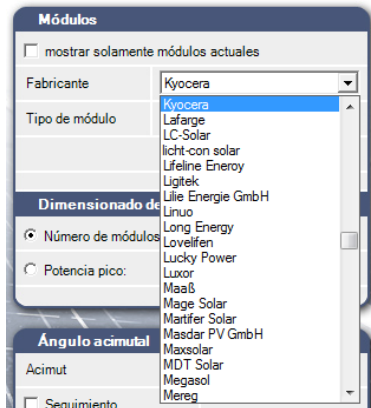 Módulos
mostrar solamente módulos actuales
Fabricante
Kyocera
Tipo de módulo
Kyocera
Lafarge
LC-Solar
licht-con solar
Lifeline Eneroy
Ligitek
Lilie Energie GmbH
Linuo
Long Energy
Lovelifen
Lucky Power
Luxor
Maaß
Mage Solar
Martifer Solar
Masdar PV GmbH
Maxsolar
MDT Solar
Megasol
Mereg
Dimensionado de
Número de módulos
Potencia pico:
Ángulo acimutal
Acimut
Seguimiento